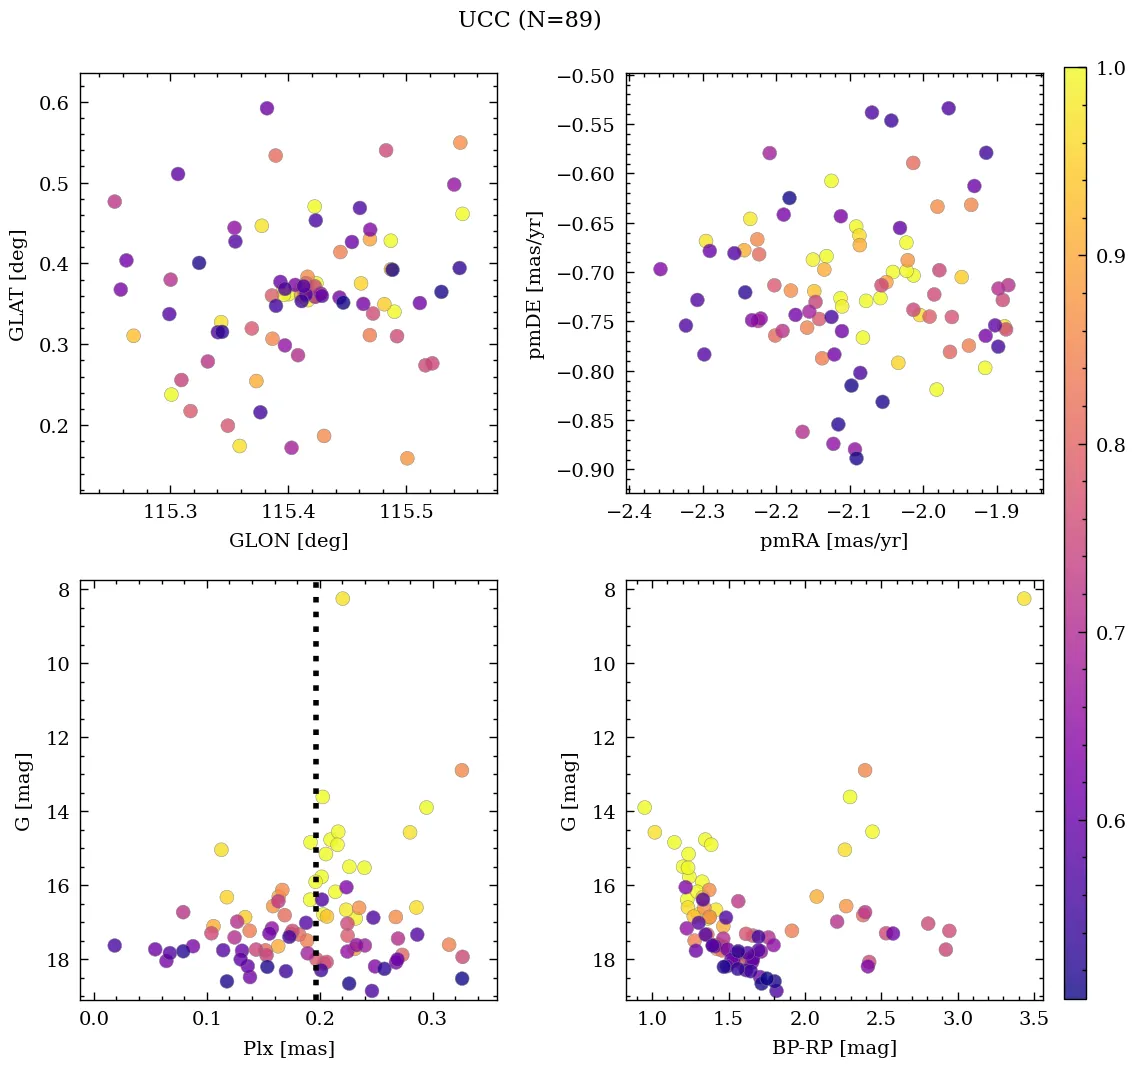 UCC (N=89)
0.6
0.5
0.4
0.3
0.2
GLAT [deg]
115.3 115.4 115.5
GLON [deg]
−0.50
−0.55
−0.60
−0.65
−0.70
−0.75
−0.80
−0.85
−0.90
pmDE [mas/yr]
−2.4 −2.3 −2.2 −2.1 −2.0 −1.9
pmRA [mas/yr]
1.0
0.9
0.8
0.7
0.6
8
10
12
14
16
18
G [mag]
0.0 0.1 0.2 0.3
Plx [mas]
8
10
12
14
16
18
G [mag]
1.0 1.5 2.0 2.5 3.0 3.5
BP-RP [mag]